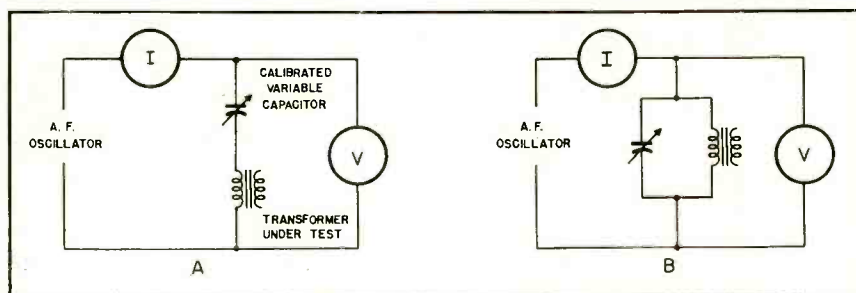 I
CALIBRATED
VARIABLE
CAPACITOR
A. F.
OSCILLATOR
V
TRANSFORMER
UNDER TEST
A
I
A. F.
OSCILLATOR
V
B